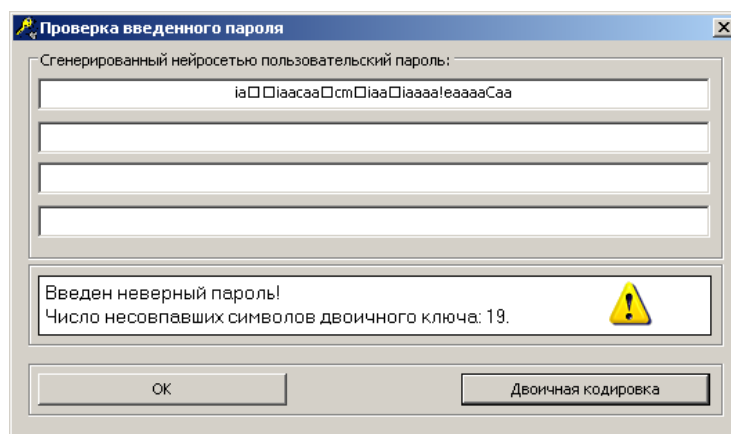 Проверка введенного пароля
Сгенерированный нейросетью пользовательский пароль:
ia□□iaacaa□cm□iaa□iaaaa!eaaaaCaa
Введен неверный пароль!
Число несовпавших символов двоичного ключа: 19.
OK
Двоичная кодировка